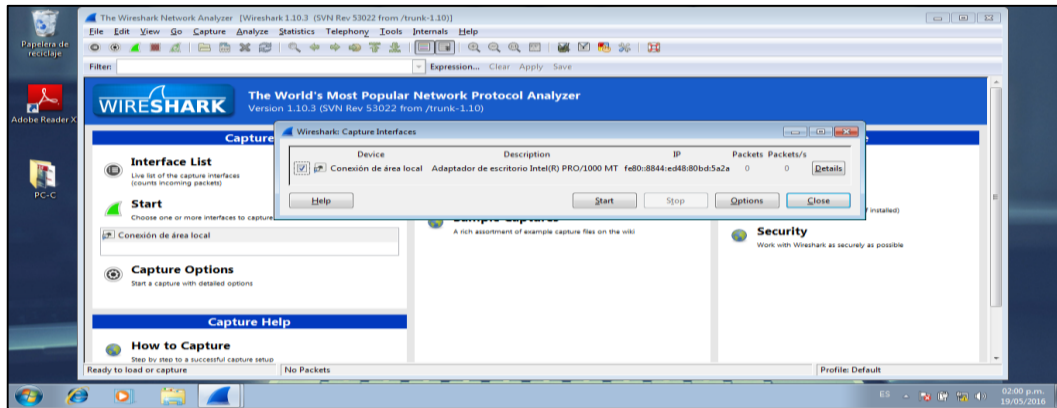 Papelera de
reciclaje
Adobe Reader X
PC-C
The Wireshark Network Analyzer [Wireshark 1.10.3 (SVN Rev 53022 from /trunk-1.10)]
File Edit View Go Capture Analyze Statistics Telephony Tools Internals Help
Filter: Expression... Clear Apply Save
WIRESHARK
The World's Most Popular Network Protocol Analyzer
Version 1.10.3 (SVN Rev 53022 from /trunk-1.10)
Capture
Interface List
Live list of the capture interfaces
(counts incoming packets)
Start
Choose one or more interfaces to capture
Conexión de área local
Capture Options
Start a capture with detailed options
Capture Help
How to Capture
Step by step to a successful capture setup
Wireshark: Capture Interfaces
Device Description IP Packets Packets/s
Conexión de área local Adaptador de escritorio Intel(R) PRO/1000 MT fe80::8844:ed48:80bd:5a2a 0 0 Details
Help Start Stop Options Close
Sample Captures
A rich assortment of example capture files on the wiki
installed)
Security
Work with Wireshark as securely as possible
Ready to load or capture No Packets Profile: Default
ES 02:00 p.m.
19/05/2016